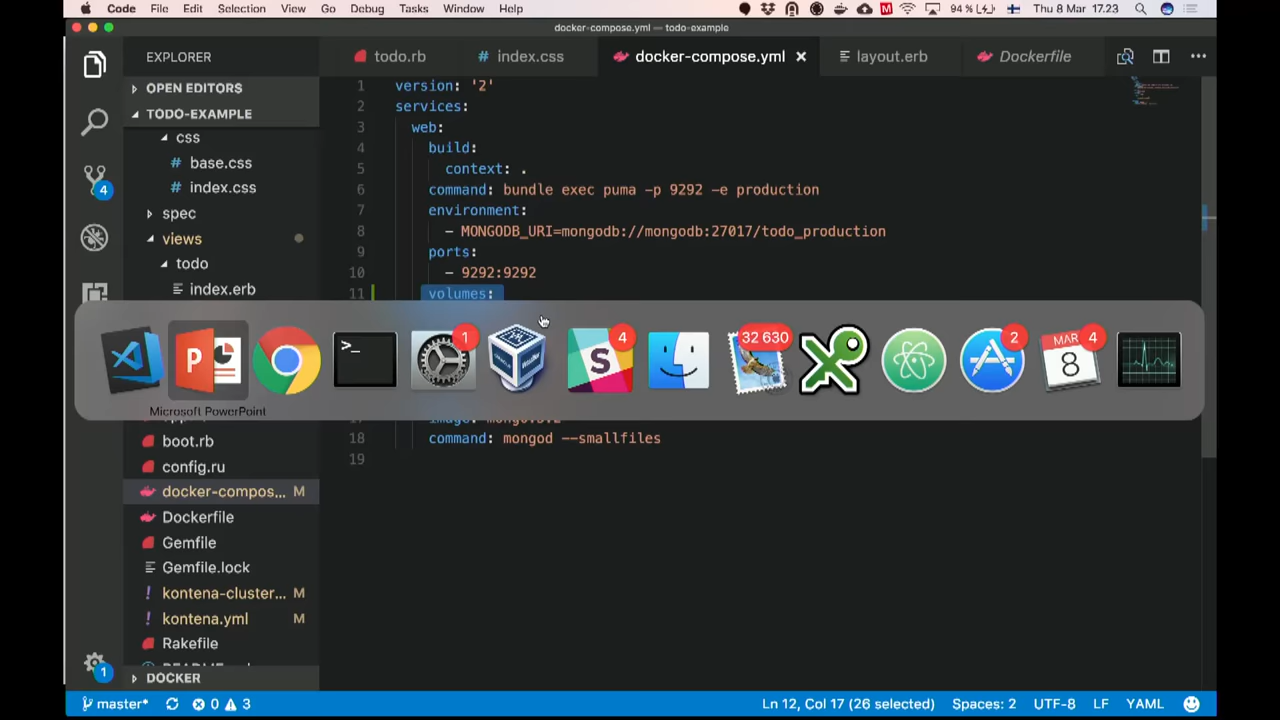 Code File Edit Selection View Go Debug Tasks Window Help
M 94 % Thu 8 Mar 17.23
docker-compose.yml — todo-example
EXPLORER
todo.rb
index.css
docker-compose.yml
layout.erb
Dockerfile
OPEN EDITORS
TODO-EXAMPLE
css
base.css
index.css
spec
views
todo
index.erb
4
1 version: '2'
2 services:
3 web:
4 build:
5 context: .
6 command: bundle exec puma -p 9292 -e production
7 environment:
8 - MONGODB_URI=mongodb://mongodb:27017/todo_production
9 ports:
10 - 9292:9292
11 volumes:
1
4
32 630
2
MAR
8
4
Microsoft PowerPoint
18 command: mongod --smallfiles
19
boot.rb
config.ru
docker-compos... M
Dockerfile
Gemfile
Gemfile.lock
kontena-cluster... M
kontena.yml M
Rakefile
DOCKER
1
master* 0 3
Ln 12, Col 17 (26 selected) Spaces: 2 UTF-8 LF YAML